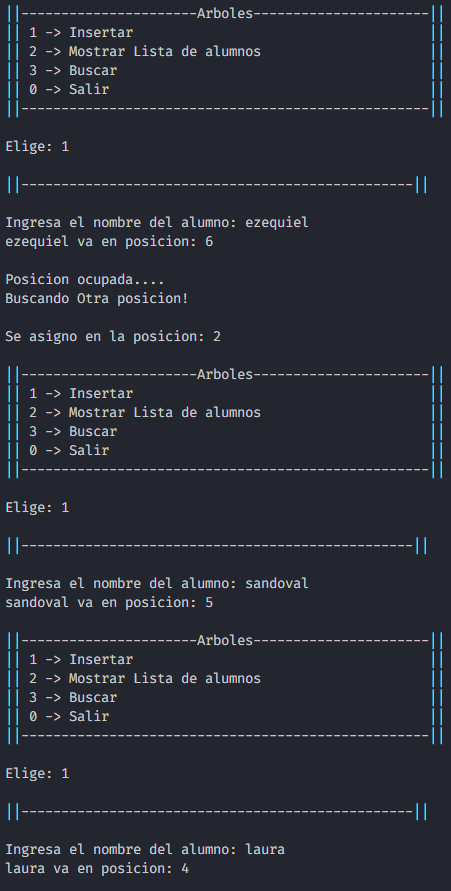 ||----------------------Arboles----------------------||
|| 1 -> Insertar ||
|| 2 -> Mostrar Lista de alumnos ||
|| 3 -> Buscar ||
|| 0 -> Salir ||
||---------------------------------------------------||
Elige: 1
||-------------------------------------------------||
Ingresa el nombre del alumno: ezequiel
ezequiel va en posicion: 6
Posicion ocupada....
Buscando Otra posicion!
Se asigno en la posicion: 2
||----------------------Arboles----------------------||
|| 1 -> Insertar ||
|| 2 -> Mostrar Lista de alumnos ||
|| 3 -> Buscar ||
|| 0 -> Salir ||
||---------------------------------------------------||
Elige: 1
||-------------------------------------------------||
Ingresa el nombre del alumno: sandoval
sandoval va en posicion: 5
||----------------------Arboles----------------------||
|| 1 -> Insertar ||
|| 2 -> Mostrar Lista de alumnos ||
|| 3 -> Buscar ||
|| 0 -> Salir ||
||---------------------------------------------------||
Elige: 1
||-------------------------------------------------||
Ingresa el nombre del alumno: laura
laura va en posicion: 4